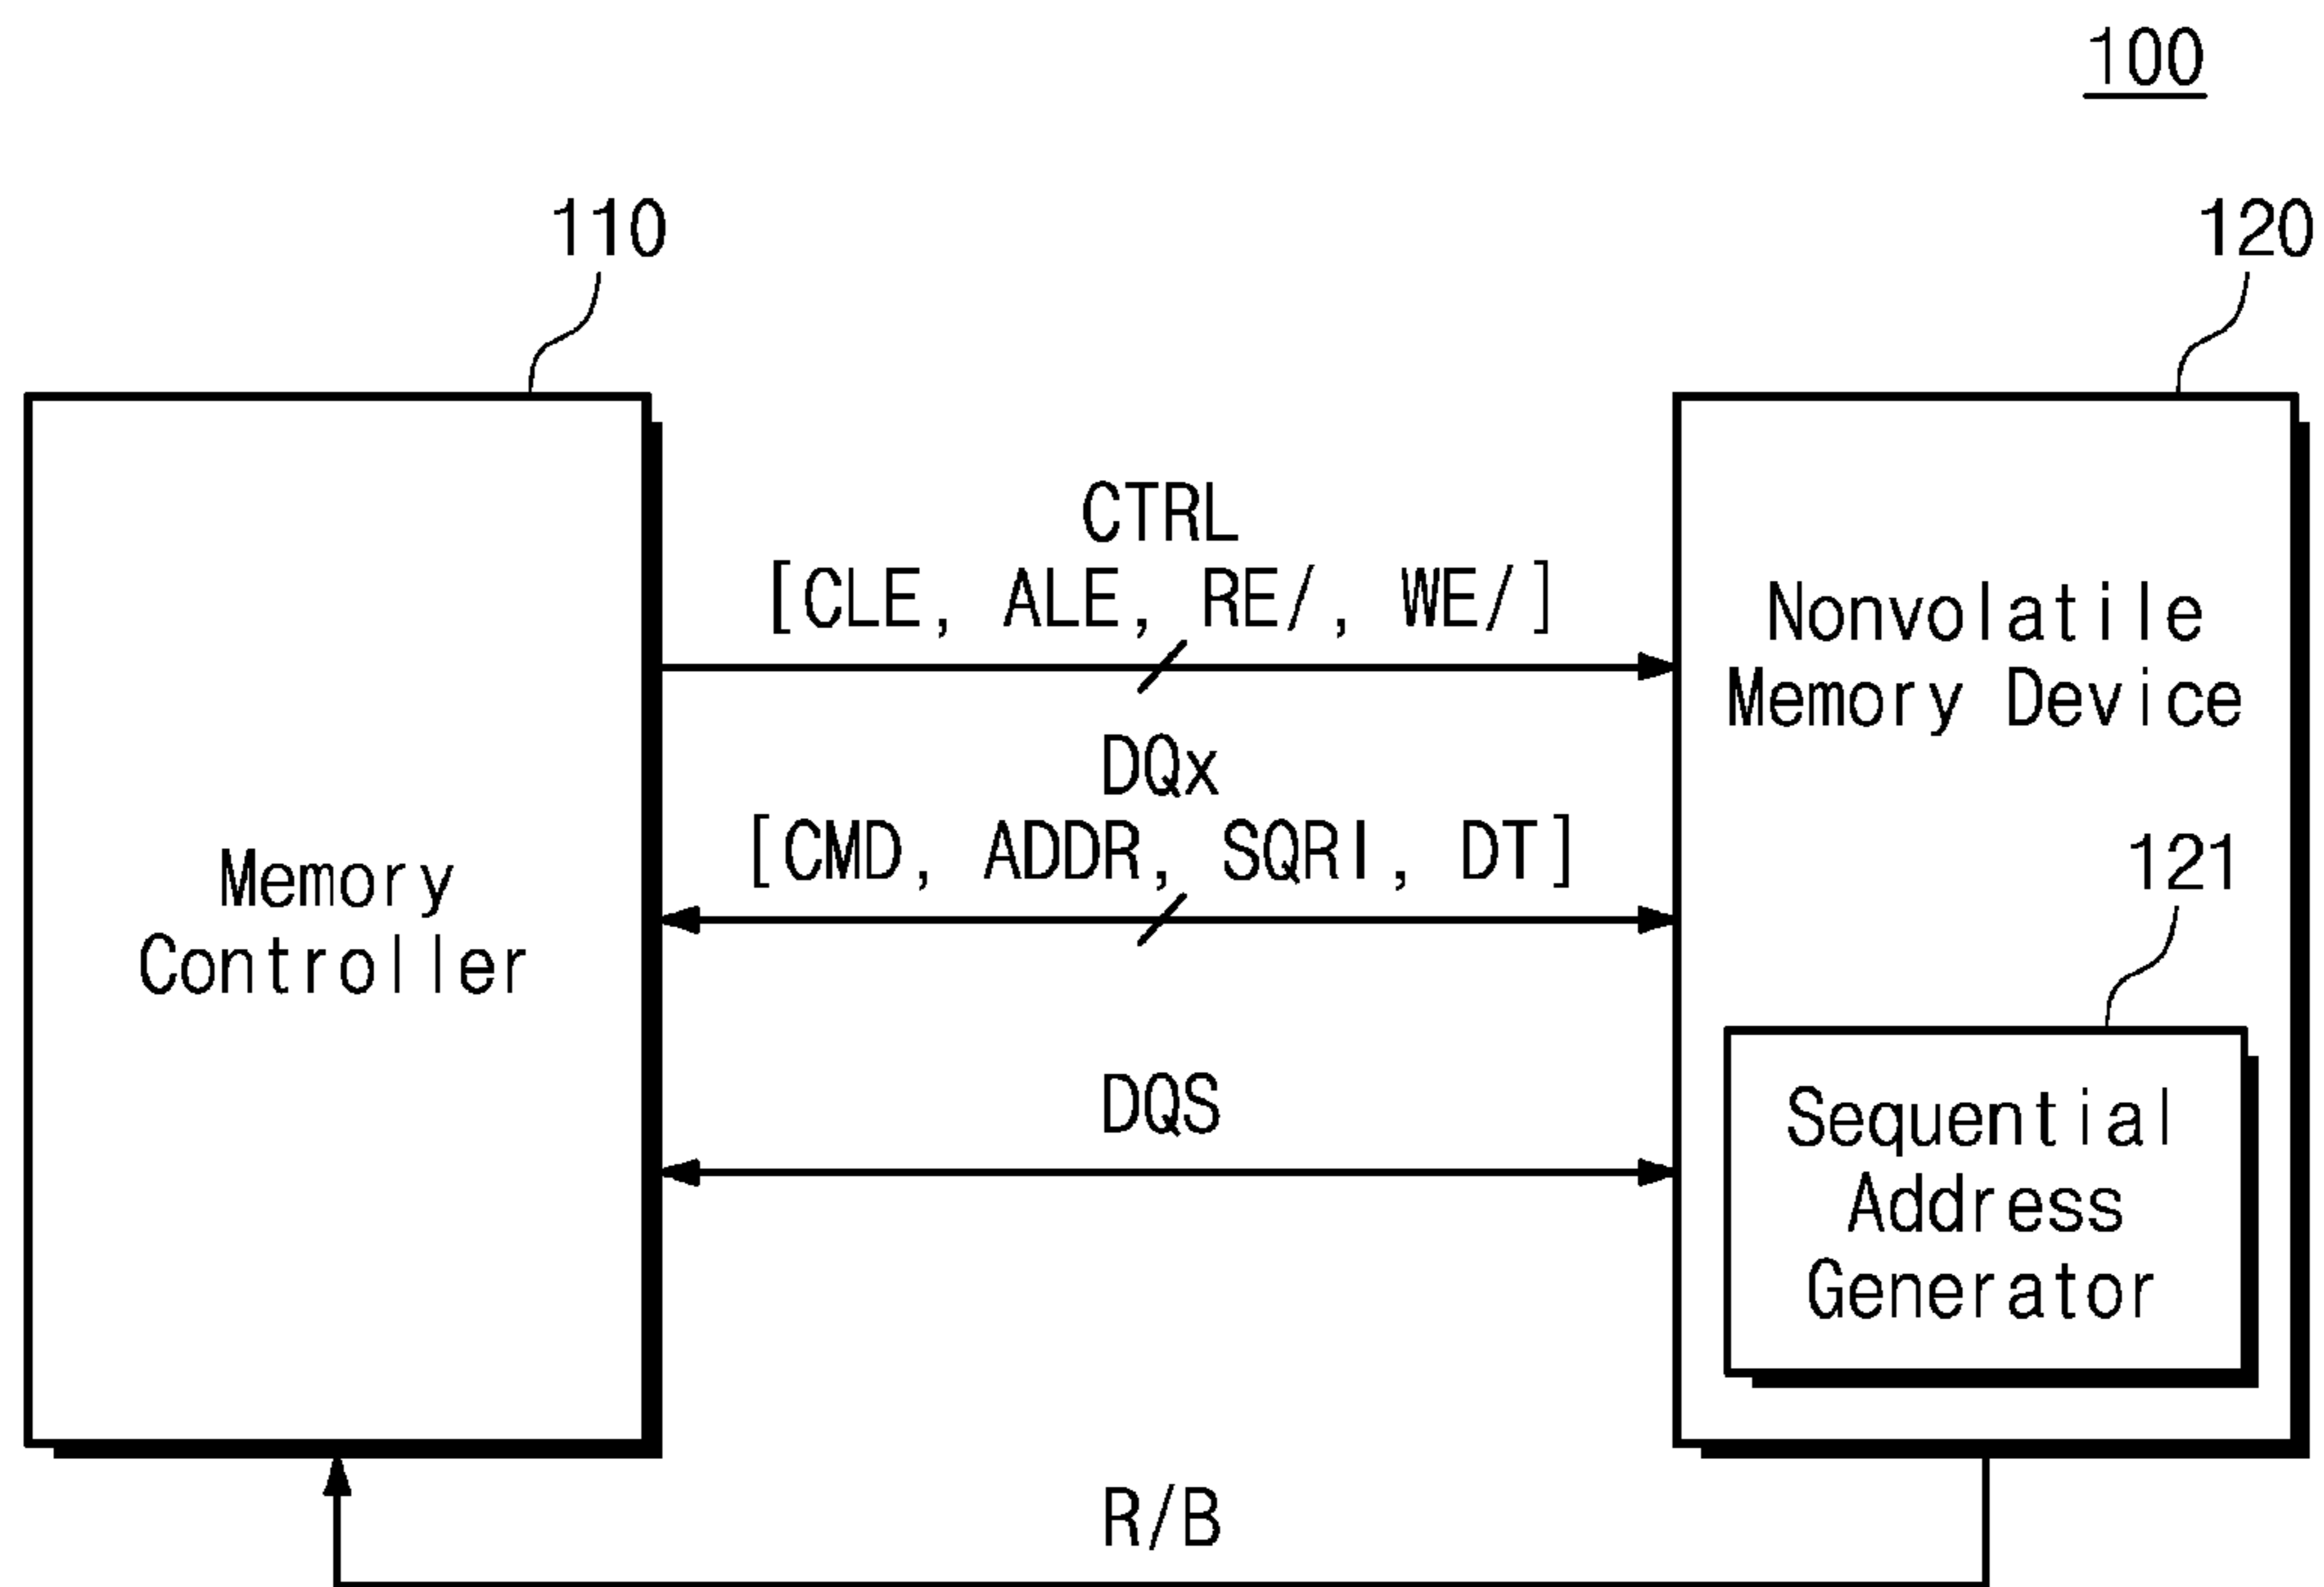 100
110
120
CTRL
[CLE, ALE, RE/, WE/]
Nonvolatile
Memory Device
DQx
[CMD, ADDR, SQRI, DT]
Memory
Controller
121
DQS
Sequential
Address
Generator
R/B